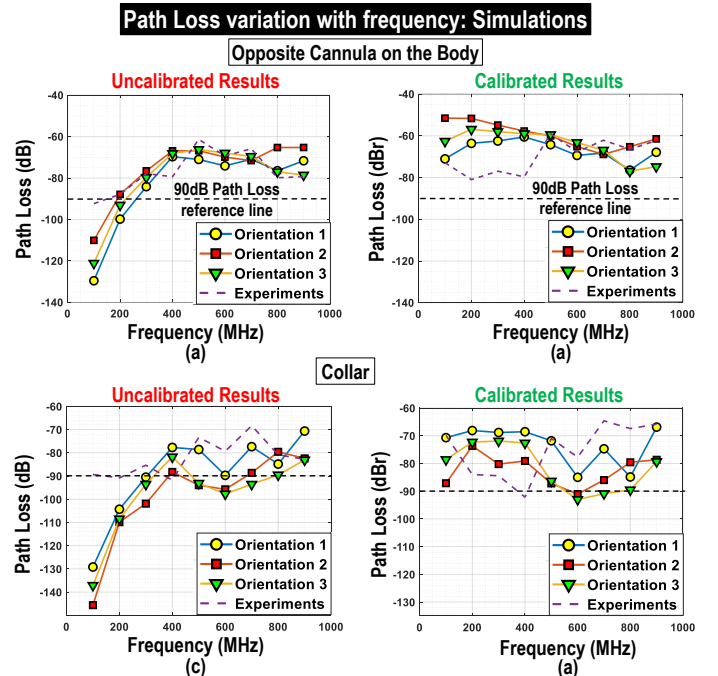 Path Loss variation with frequency: Simulations
Opposite Cannula on the Body
Uncalibrated Results
Calibrated Results
-40
-60
-80
-100
-120
-140
Path Loss (dB)
90dB Path Loss
reference line
Orientation 1
Orientation 2
Orientation 3
Experiments
0 200 400 600 800 1000
Frequency (MHz)
(a)
-40
-60
-80
-100
-120
-140
Path Loss (dBr)
90dB Path Loss
reference line
Orientation 1
Orientation 2
Orientation 3
Experiments
0 200 400 600 800 1000
Frequency (MHz)
(a)
Collar
Uncalibrated Results
Calibrated Results
-60
-70
-80
-90
-100
-110
-120
-130
-140
Path Loss (dB)
Orientation 1
Orientation 2
Orientation 3
Experiments
0 200 400 600 800 1000
Frequency (MHz)
(c)
-60
-70
-80
-90
-100
-110
-120
-130
Path Loss (dBr)
Orientation 1
Orientation 2
Orientation 3
Experiments
0 200 400 600 800 1000
Frequency (MHz)
(a)